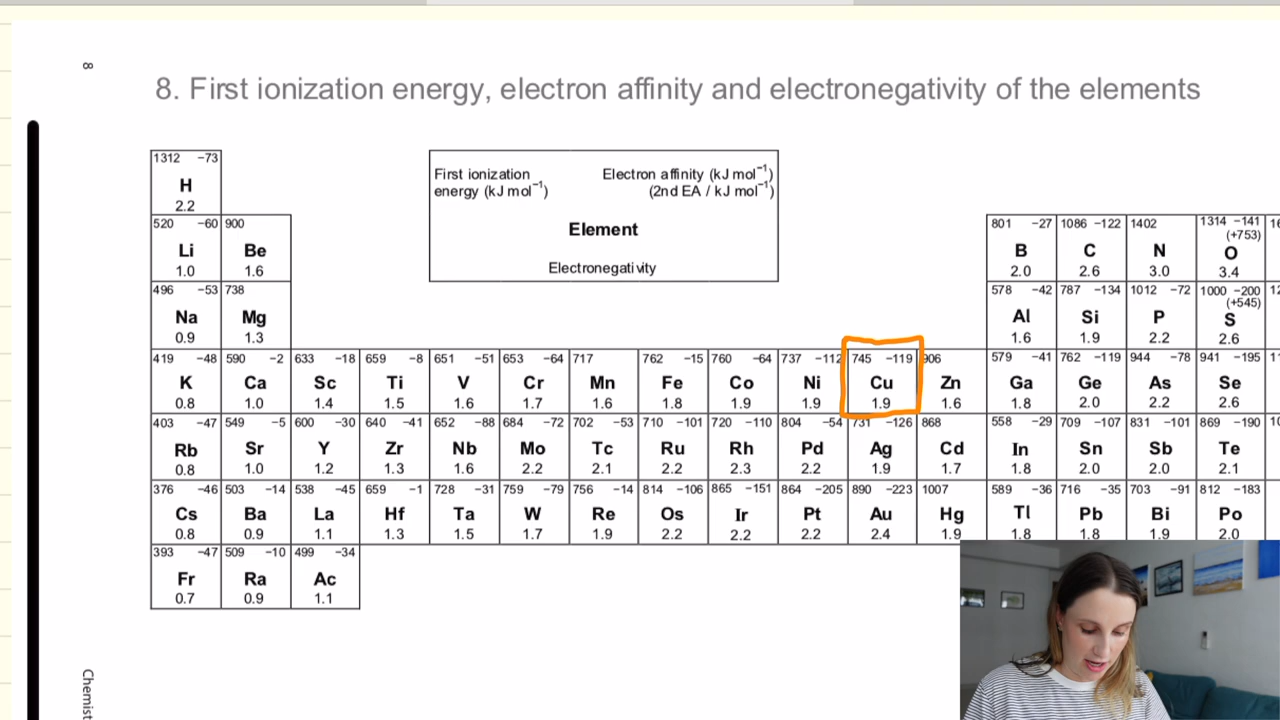 8
8. First ionization energy, electron affinity and electronegativity of the elements
First ionization energy (kJ mol⁻¹)
Electron affinity (kJ mol⁻¹) (2nd EA / kJ mol⁻¹)
Element
Electronegativity
1312 −73
H
2.2
520 −60 900 801 −27 1086 −122 1402 1314 −141 (+753)
Li Be B C N O
1.0 1.6 2.0 2.6 3.0 3.4
496 −53 738 578 −42 787 −134 1012 −72 1000 −200 (+545)
Na Mg Al Si P S
0.9 1.3 1.6 1.9 2.2 2.6
419 −48 590 −2 633 −18 659 −8 651 −51 653 −64 717 762 −15 760 −64 737 −112 745 −119 906 579 −41 762 −119 944 −78 941 −195
K Ca Sc Ti V Cr Mn Fe Co Ni Cu Zn Ga Ge As Se
0.8 1.0 1.4 1.5 1.6 1.7 1.6 1.8 1.9 1.9 1.9 1.6 1.8 2.0 2.2 2.6
403 −47 549 −5 600 −30 640 −41 652 −88 684 −72 702 −53 710 −101 720 −110 804 −54 731 −126 868 558 −29 709 −107 831 −101 869 −190
Rb Sr Y Zr Nb Mo Tc Ru Rh Pd Ag Cd In Sn Sb Te
0.8 1.0 1.2 1.3 1.6 2.2 2.1 2.2 2.3 2.2 1.9 1.7 1.8 2.0 2.0 2.1
376 −46 503 −14 538 −45 659 −1 728 −31 759 −79 756 −14 814 −106 865 −151 864 −205 890 −223 1007 589 −36 716 −35 703 −91 812 −183
Cs Ba La Hf Ta W Re Os Ir Pt Au Hg Tl Pb Bi Po
0.8 0.9 1.1 1.3 1.5 1.7 1.9 2.2 2.2 2.2 2.4 1.9 1.8 1.8 1.9 2.0
393 −47 509 −10 499 −34
Fr Ra Ac
0.7 0.9 1.1
Chemist